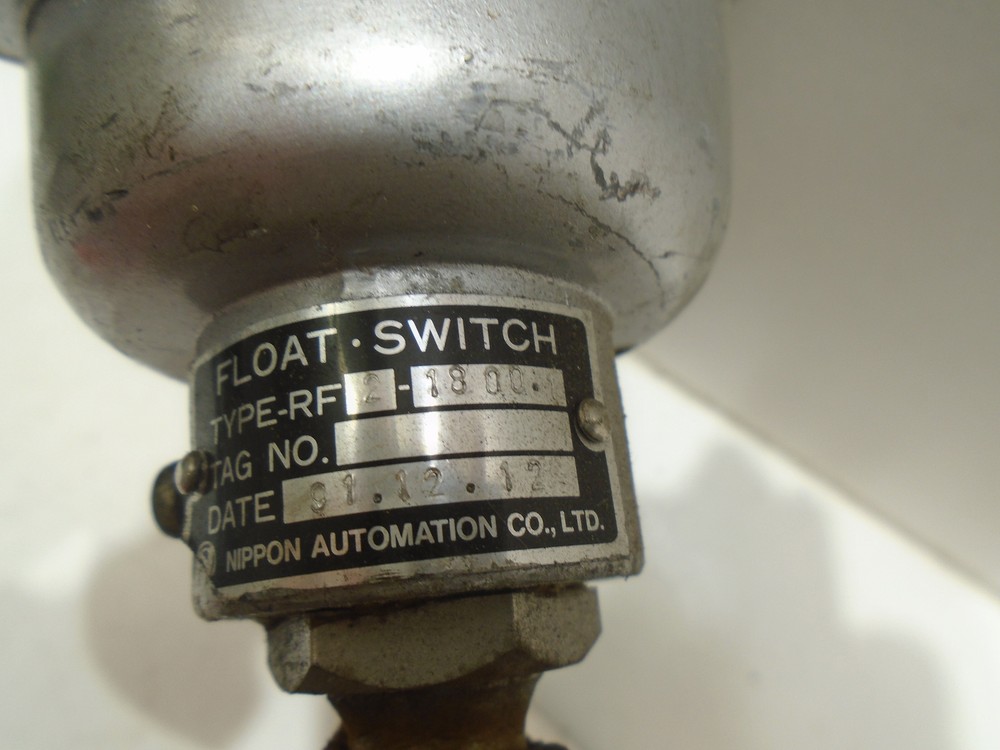 FLOAT · SWITCH
TYPE-RF 2 - 1800.
TAG NO.
DATE 91.12.12
NIPPON AUTOMATION CO., LTD.